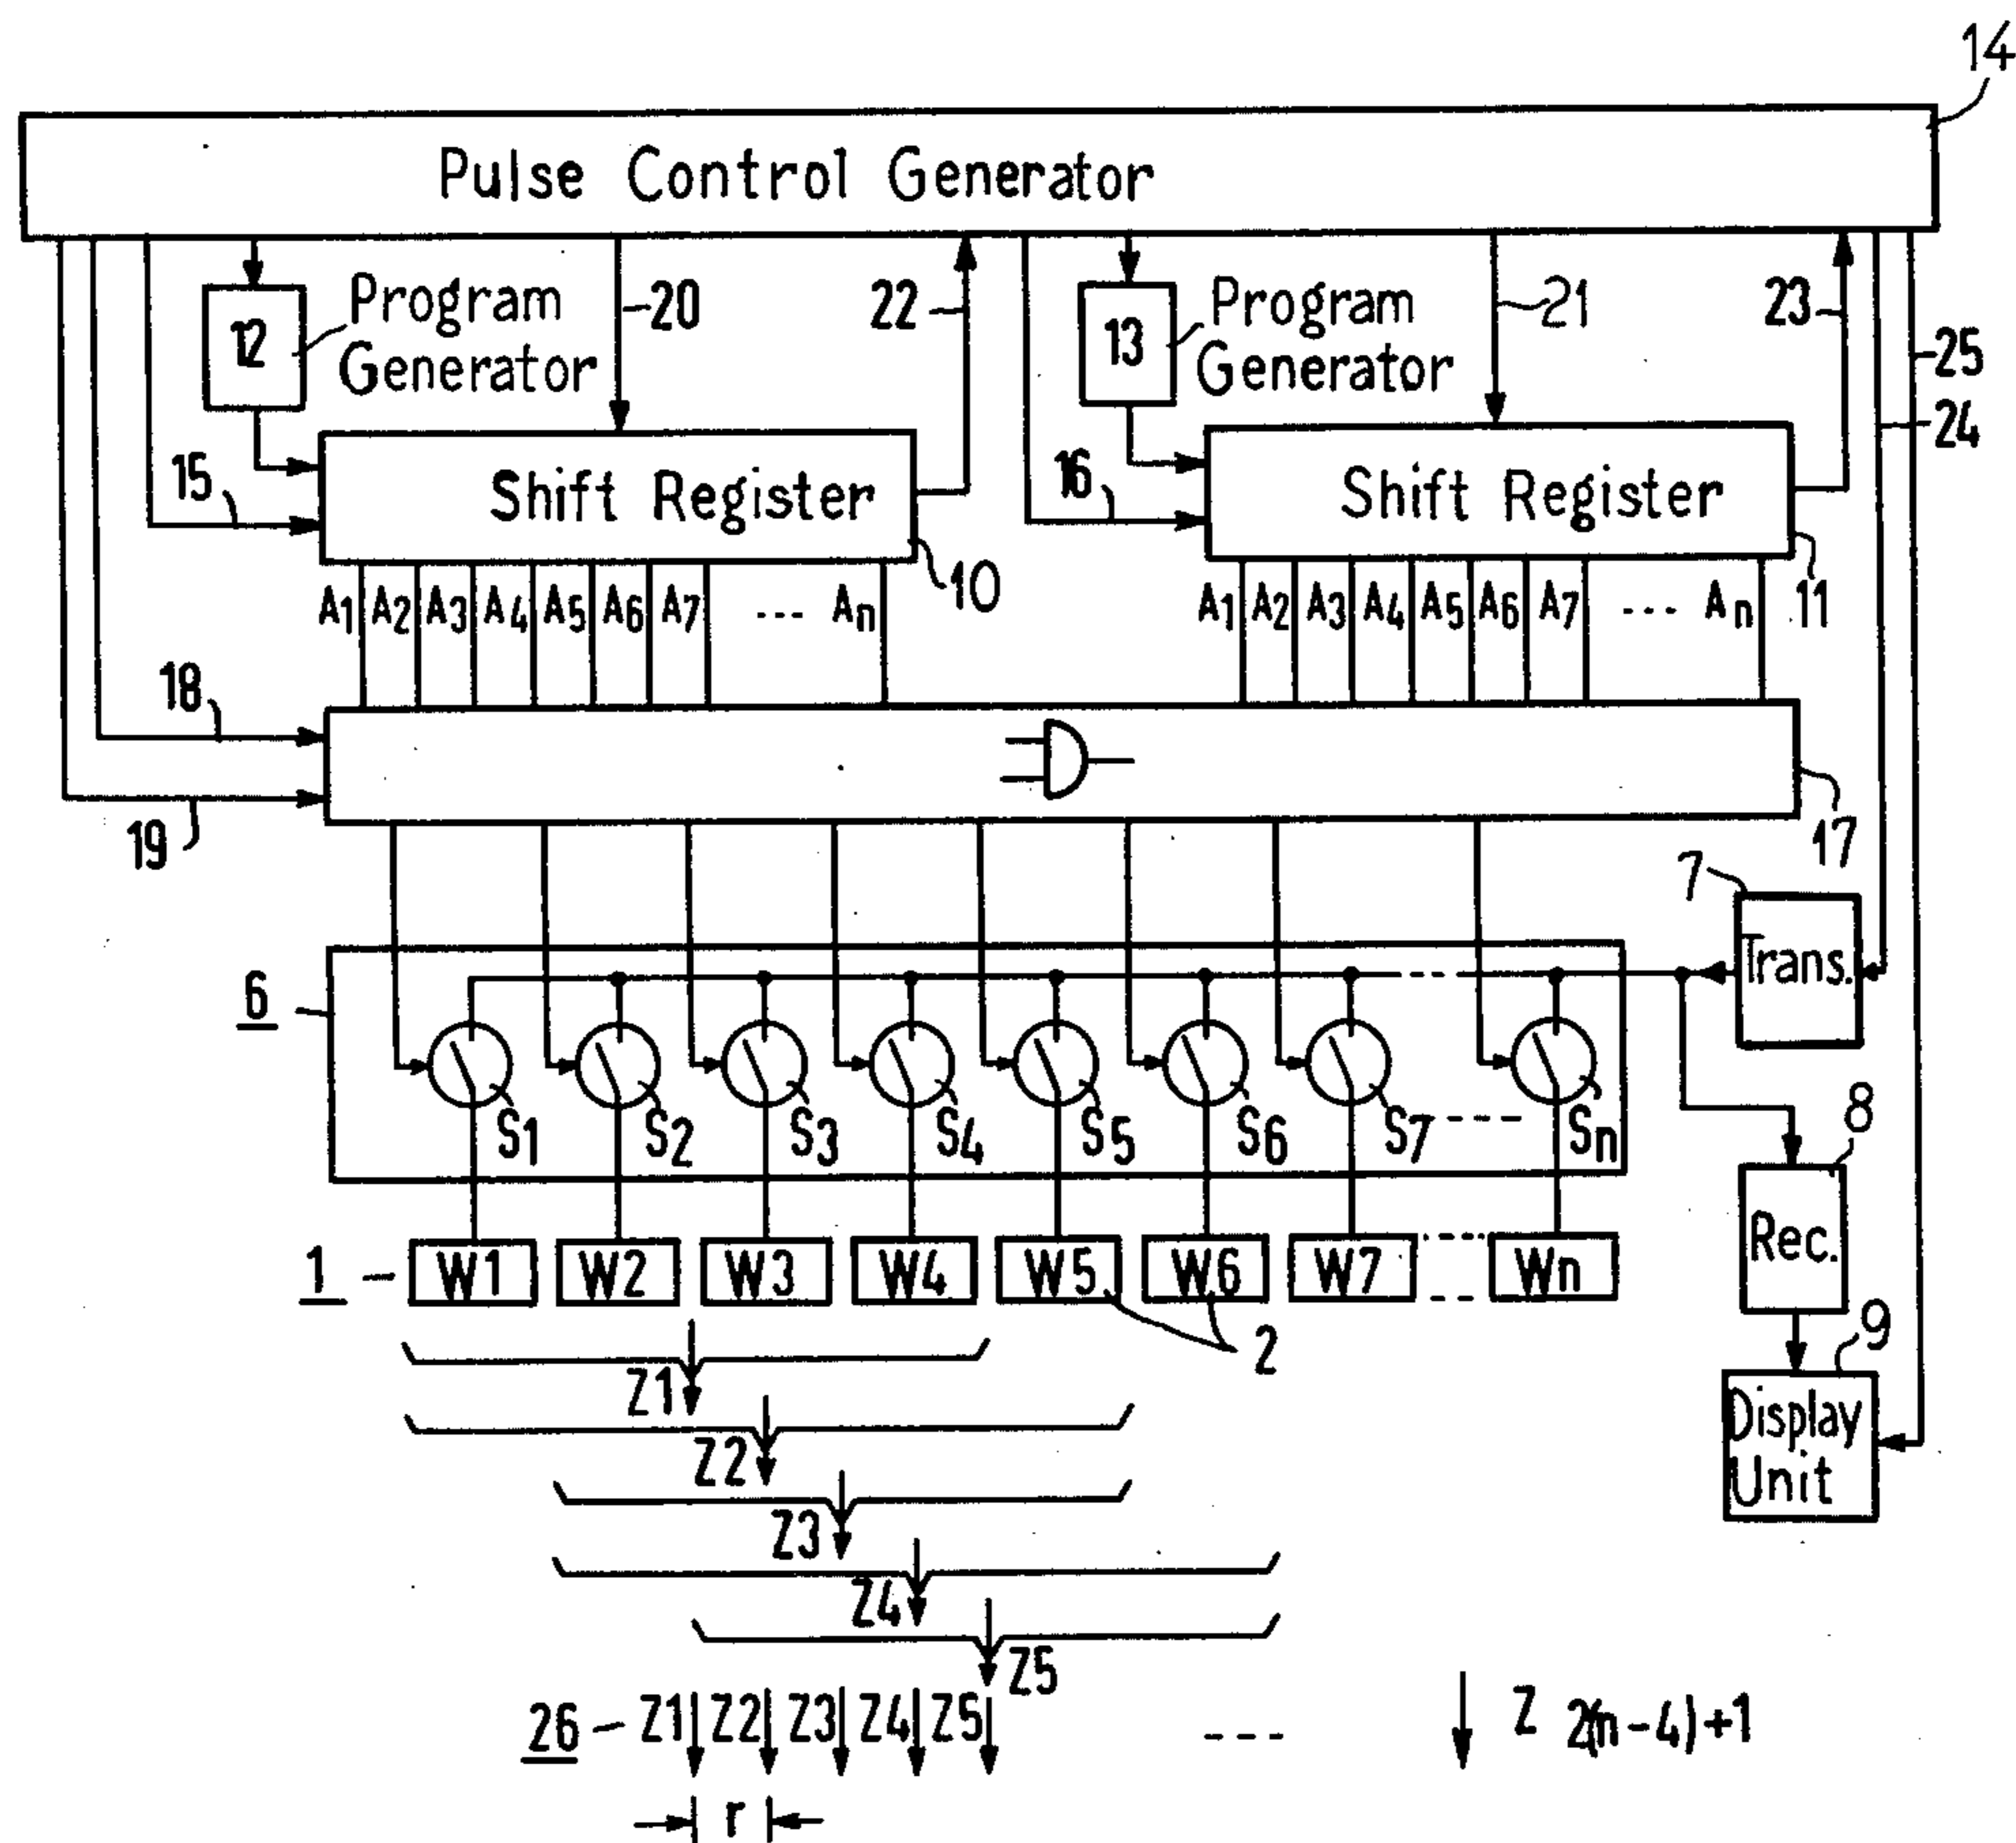 14
Pulse Control Generator
12
Program
Generator
20
22
13
Program
Generator
21
23
25
24
15
Shift Register
10
16
Shift Register
11
A1 A2 A3 A4 A5 A6 A7 --- An
A1 A2 A3 A4 A5 A6 A7 --- An
18
19
17
7
Trans.
6
S1 S2 S3 S4 S5 S6 S7 ---- Sn
8
Rec.
1
W1 W2 W3 W4 W5 W6 W7 Wn
2
9
Display
Unit
Z1
Z2
Z3
Z4
Z5
26 Z1 Z2 Z3 Z4 Z5 --- Z 2(n-4)+1
r